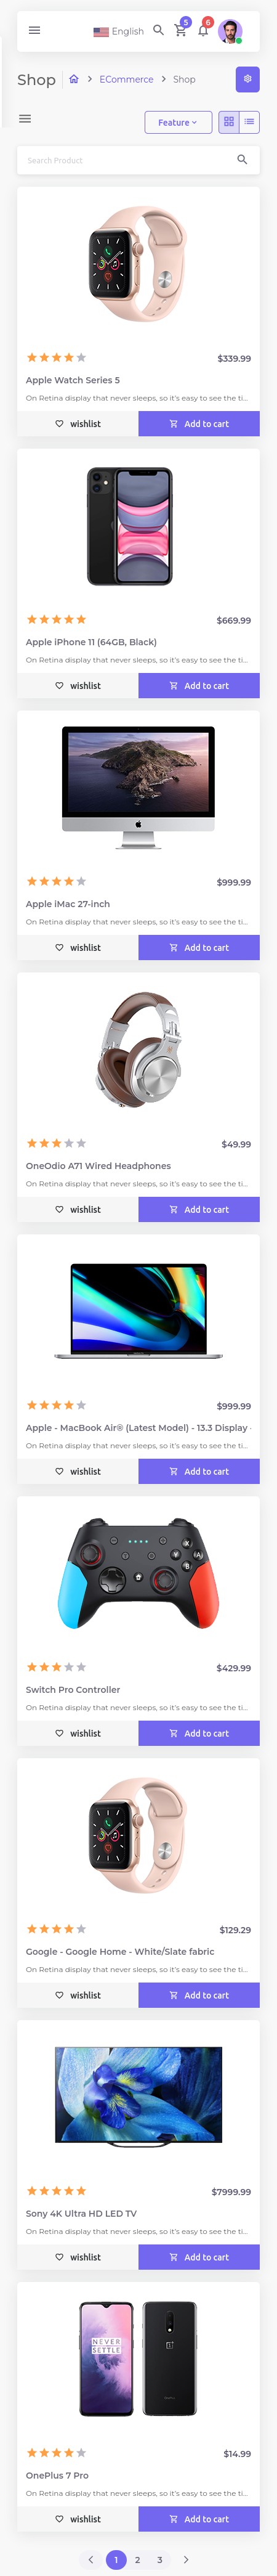 English
5
6
Shop
ECommerce
Shop
Feature
Search Product
$339.99
Apple Watch Series 5
On Retina display that never sleeps, so it's easy to see the ti...
wishlist
Add to cart
$669.99
Apple iPhone 11 (64GB, Black)
On Retina display that never sleeps, so it's easy to see the ti...
wishlist
Add to cart
$999.99
Apple iMac 27-inch
On Retina display that never sleeps, so it's easy to see the ti...
wishlist
Add to cart
$49.99
OneOdio A71 Wired Headphones
On Retina display that never sleeps, so it's easy to see the ti...
wishlist
Add to cart
$999.99
Apple - MacBook Air® (Latest Model) - 13.3 Display -
On Retina display that never sleeps, so it's easy to see the ti...
wishlist
Add to cart
X
Y
A
B
$429.99
Switch Pro Controller
On Retina display that never sleeps, so it's easy to see the ti...
wishlist
Add to cart
$129.29
Google - Google Home - White/Slate fabric
On Retina display that never sleeps, so it's easy to see the ti...
wishlist
Add to cart
$7999.99
Sony 4K Ultra HD LED TV
On Retina display that never sleeps, so it's easy to see the ti...
wishlist
Add to cart
NEVER
SETTLE
$14.99
OnePlus 7 Pro
On Retina display that never sleeps, so it's easy to see the ti...
wishlist
Add to cart
1
2
3